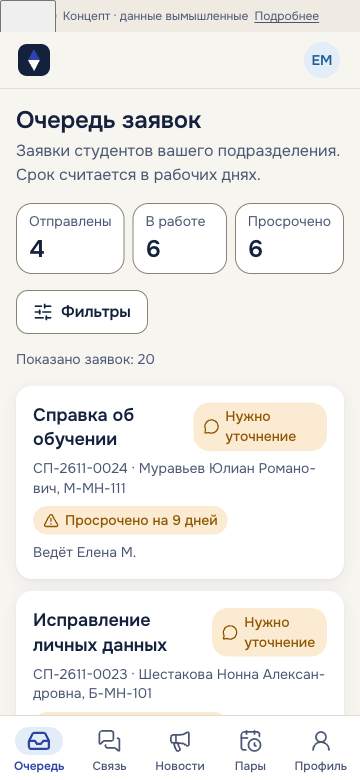 Концепт · данные вымышленные Подробнее
ЕМ
Очередь заявок
Заявки студентов вашего подразделения.
Срок считается в рабочих днях.
Отправлены
4
В работе
6
Просрочено
6
Фильтры
Показано заявок: 20
Справка об
обучении
Нужно
уточнение
СП-2611-0024 · Муравьев Юлиан Романо-
вич, М-МН-111
Просрочено на 9 дней
Ведёт Елена М.
Исправление
личных данных
Нужно
уточнение
СП-2611-0023 · Шестакова Нонна Алексан-
дровна, Б-МН-101
Очередь
Связь
Новости
Пары
Профиль